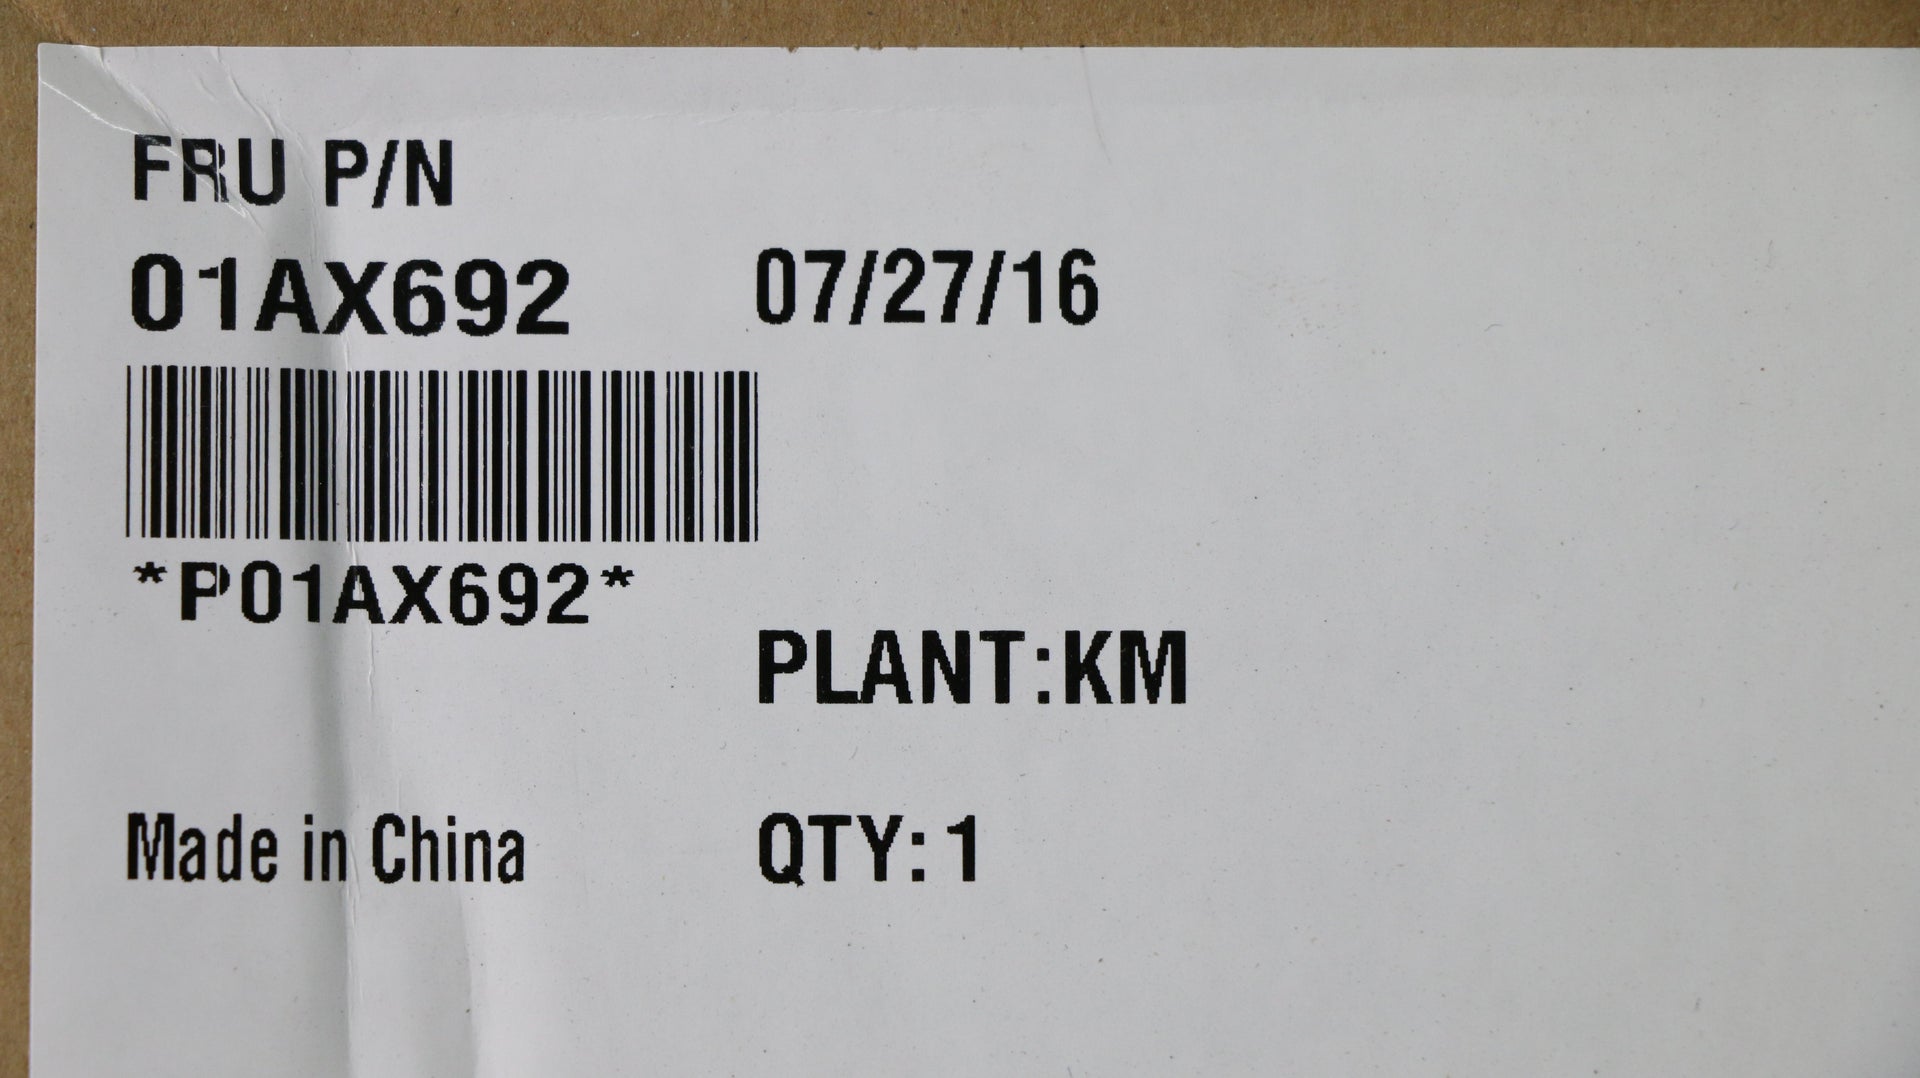 FRU P/N
01AX692 07/27/16
*P01AX692*
PLANT:KM
Made in China QTY: 1